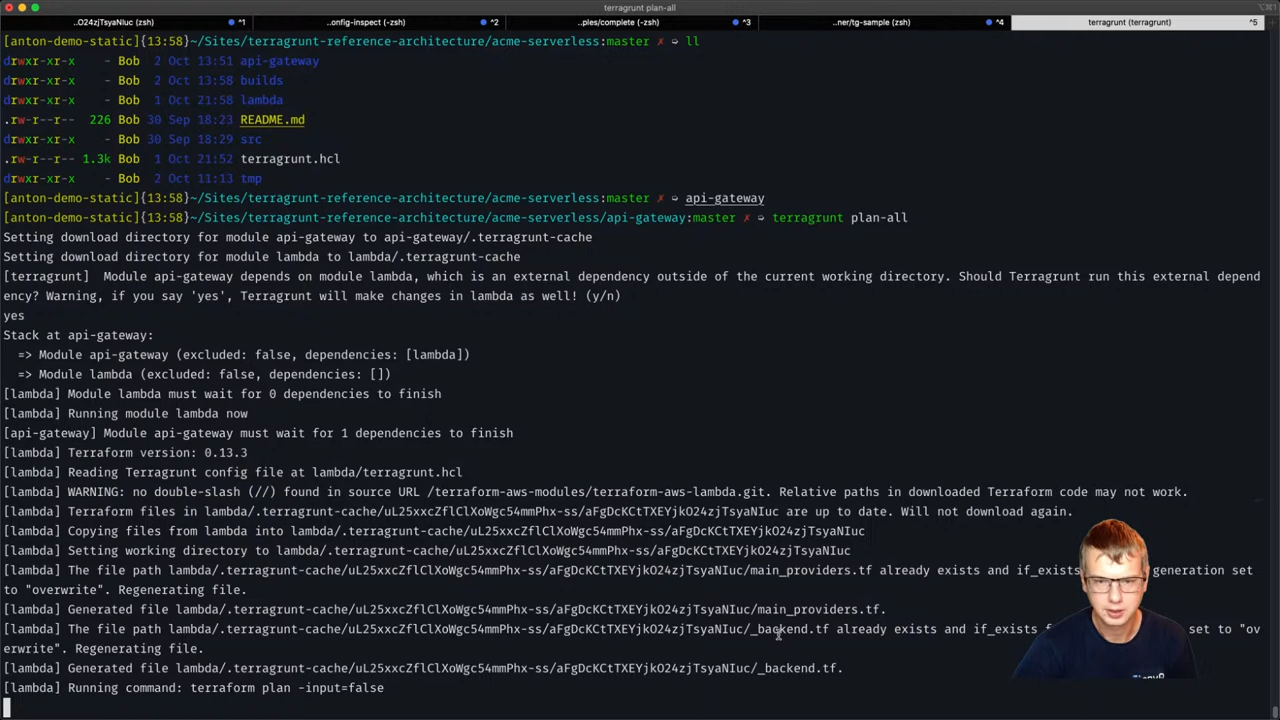 terragrunt plan-all
⌥⌘1
..O24zjTsyaNIuc (zsh) ^1 ..onfig-inspect (-zsh) ^2 ..ples/complete (-zsh) ^3 ..ner/tg-sample (zsh) ^4 terragrunt (terragrunt) ^5
[anton-demo-static]{13:58}~/Sites/terragrunt-reference-architecture/acme-serverless:master ✗ ➭ ll
drwxr-xr-x - Bob 2 Oct 13:51 api-gateway
drwxr-xr-x - Bob 2 Oct 13:58 builds
drwxr-xr-x - Bob 1 Oct 21:58 lambda
.rw-r--r-- 226 Bob 30 Sep 18:23 README.md
drwxr-xr-x - Bob 30 Sep 18:29 src
.rw-r--r-- 1.3k Bob 1 Oct 21:52 terragrunt.hcl
drwxr-xr-x - Bob 2 Oct 11:13 tmp
[anton-demo-static]{13:58}~/Sites/terragrunt-reference-architecture/acme-serverless:master ✗ ➭ api-gateway
[anton-demo-static]{13:58}~/Sites/terragrunt-reference-architecture/acme-serverless/api-gateway:master ✗ ➭ terragrunt plan-all
Setting download directory for module api-gateway to api-gateway/.terragrunt-cache
Setting download directory for module lambda to lambda/.terragrunt-cache
[terragrunt] Module api-gateway depends on module lambda, which is an external dependency outside of the current working directory. Should Terragrunt run this external depend
ency? Warning, if you say 'yes', Terragrunt will make changes in lambda as well! (y/n)
yes
Stack at api-gateway:
=> Module api-gateway (excluded: false, dependencies: [lambda])
=> Module lambda (excluded: false, dependencies: [])
[lambda] Module lambda must wait for 0 dependencies to finish
[lambda] Running module lambda now
[api-gateway] Module api-gateway must wait for 1 dependencies to finish
[lambda] Terraform version: 0.13.3
[lambda] Reading Terragrunt config file at lambda/terragrunt.hcl
[lambda] WARNING: no double-slash (//) found in source URL /terraform-aws-modules/terraform-aws-lambda.git. Relative paths in downloaded Terraform code may not work.
[lambda] Terraform files in lambda/.terragrunt-cache/uL25xxcZflClXoWgc54mmPhx-ss/aFgDcKCtTXEYjkO24zjTsyaNIuc are up to date. Will not download again.
[lambda] Copying files from lambda into lambda/.terragrunt-cache/uL25xxcZflClXoWgc54mmPhx-ss/aFgDcKCtTXEYjkO24zjTsyaNIuc
[lambda] Setting working directory to lambda/.terragrunt-cache/uL25xxcZflClXoWgc54mmPhx-ss/aFgDcKCtTXEYjkO24zjTsyaNIuc
[lambda] The file path lambda/.terragrunt-cache/uL25xxcZflClXoWgc54mmPhx-ss/aFgDcKCtTXEYjkO24zjTsyaNIuc/main_providers.tf already exists and if_exists generation set
to "overwrite". Regenerating file.
[lambda] Generated file lambda/.terragrunt-cache/uL25xxcZflClXoWgc54mmPhx-ss/aFgDcKCtTXEYjkO24zjTsyaNIuc/main_providers.tf.
[lambda] The file path lambda/.terragrunt-cache/uL25xxcZflClXoWgc54mmPhx-ss/aFgDcKCtTXEYjkO24zjTsyaNIuc/_backend.tf already exists and if_exists set to "ov
erwrite". Regenerating file.
[lambda] Generated file lambda/.terragrunt-cache/uL25xxcZflClXoWgc54mmPhx-ss/aFgDcKCtTXEYjkO24zjTsyaNIuc/_backend.tf.
[lambda] Running command: terraform plan -input=false